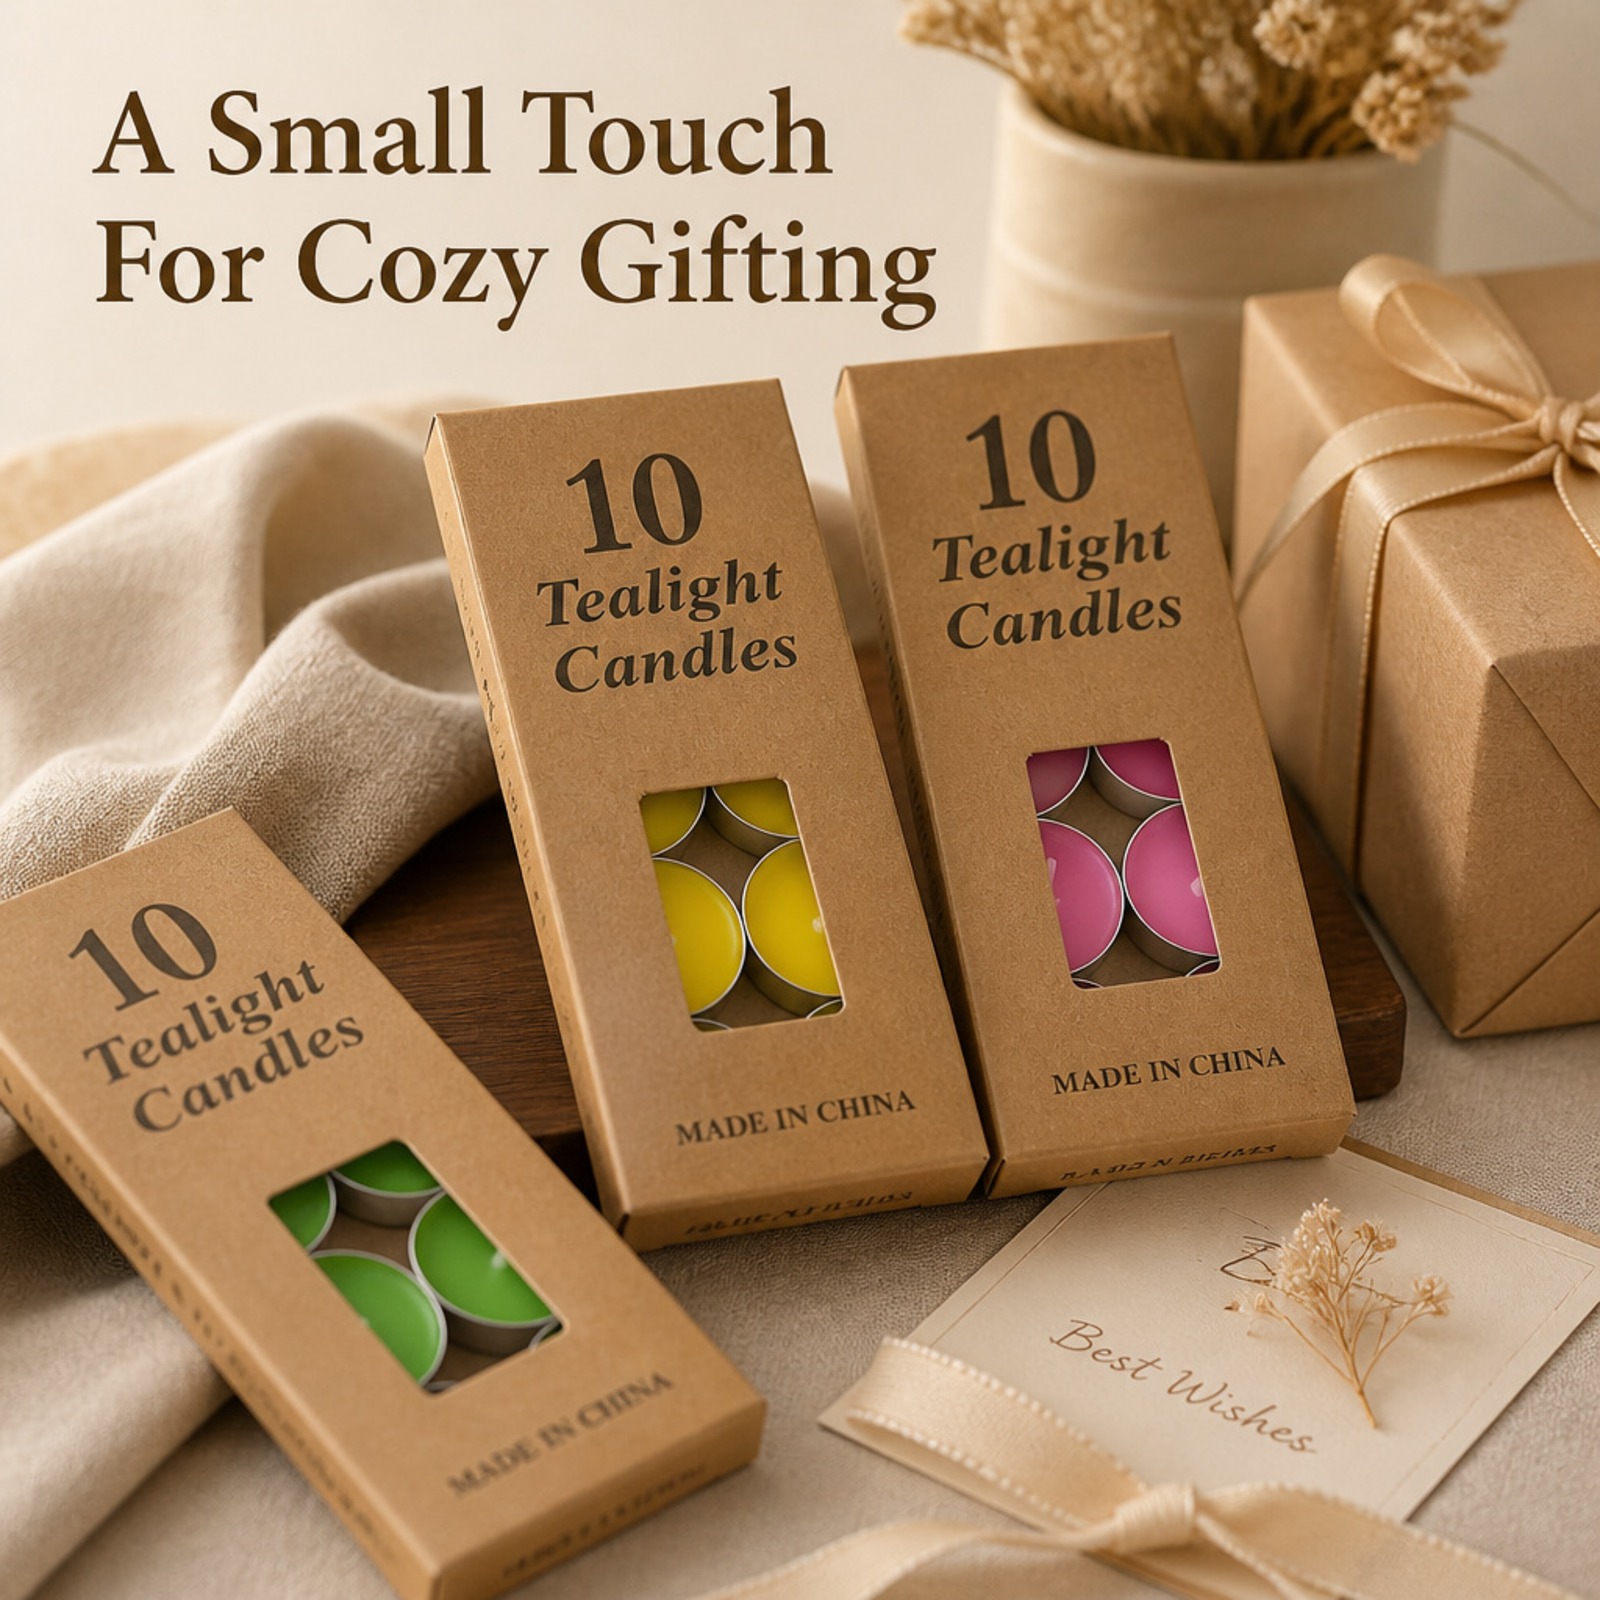 A Small Touch
For Cozy Gifting
10
Tealight
Candles
MADE IN CHINA
10
Tealight
Candles
MADE IN CHINA
10
Tealight
Candles
MADE IN CHINA
Best Wishes